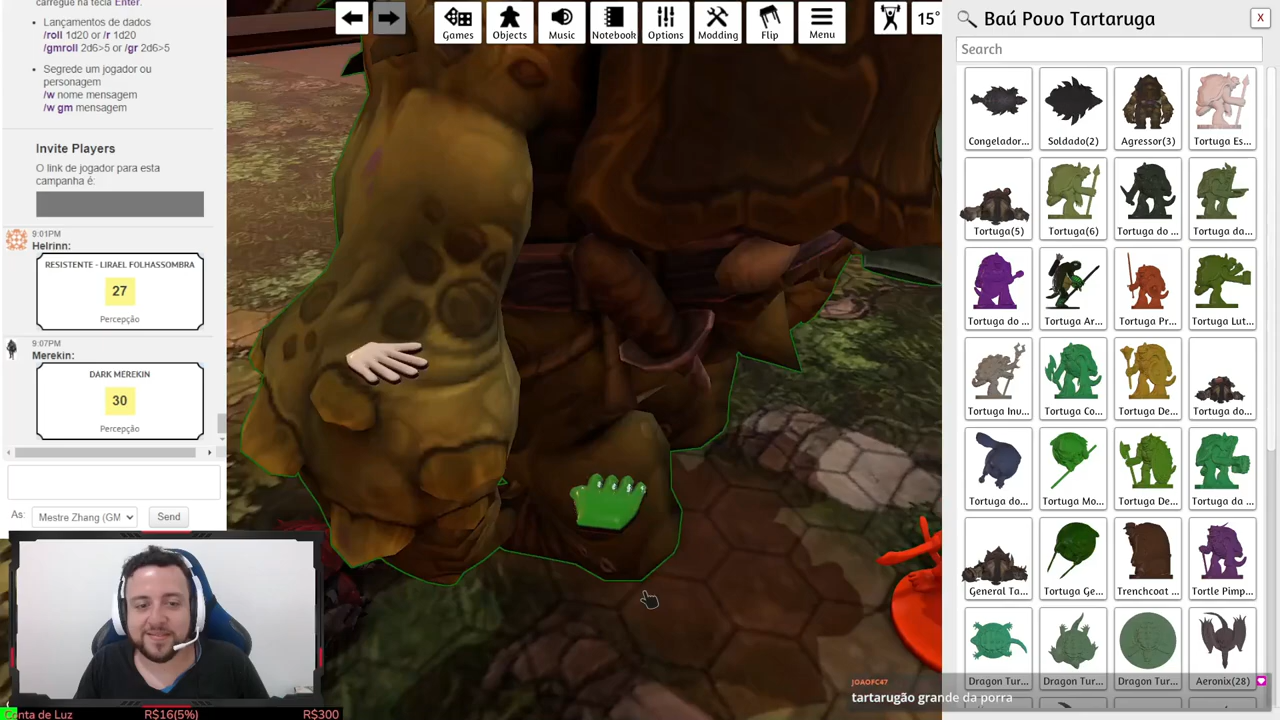 carregue na tecla Enter.
Lançamentos de dados
/roll 1d20 or /r 1d20
/gmroll 2d6>5 or /gr 2d6>5
Segrede um jogador ou
personagem
/w nome mensagem
/w gm mensagem
Invite Players
O link de jogador para esta
campanha é:
9:01PM
Helrinn:
RESISTENTE - LIRAEL FOLHASSOMBRA
27
Percepção
9:07PM
Merekin:
DARK MEREKIN
30
Percepção
As:
Mestre Zhang (GM
Send
Conta de Luz
R$16(5%)
R$300
Games
Objects
Music
Notebook
Options
Modding
Flip
Menu
15°
Baú Povo Tartaruga
X
Search
Congelador...
Soldado(2)
Agressor(3)
Tortuga Es...
Tortuga(5)
Tortuga(6)
Tortuga do ...
Tortuga da...
Tortuga do ...
Tortuga Ar...
Tortuga Pr...
Tortuga Lut...
Tortuga Inv...
Tortuga Co...
Tortuga De...
Tortuga do...
Tortuga do...
Tortuga Mo...
Tortuga De...
Tortuga da ...
General Ta...
Tortuga Ge...
Trenchcoat ...
Tortle Pimp...
Dragon Tur...
Dragon Tur...
Dragon Tur...
Aeronix(28)
JOAOFC47
tartarugão grande da porra